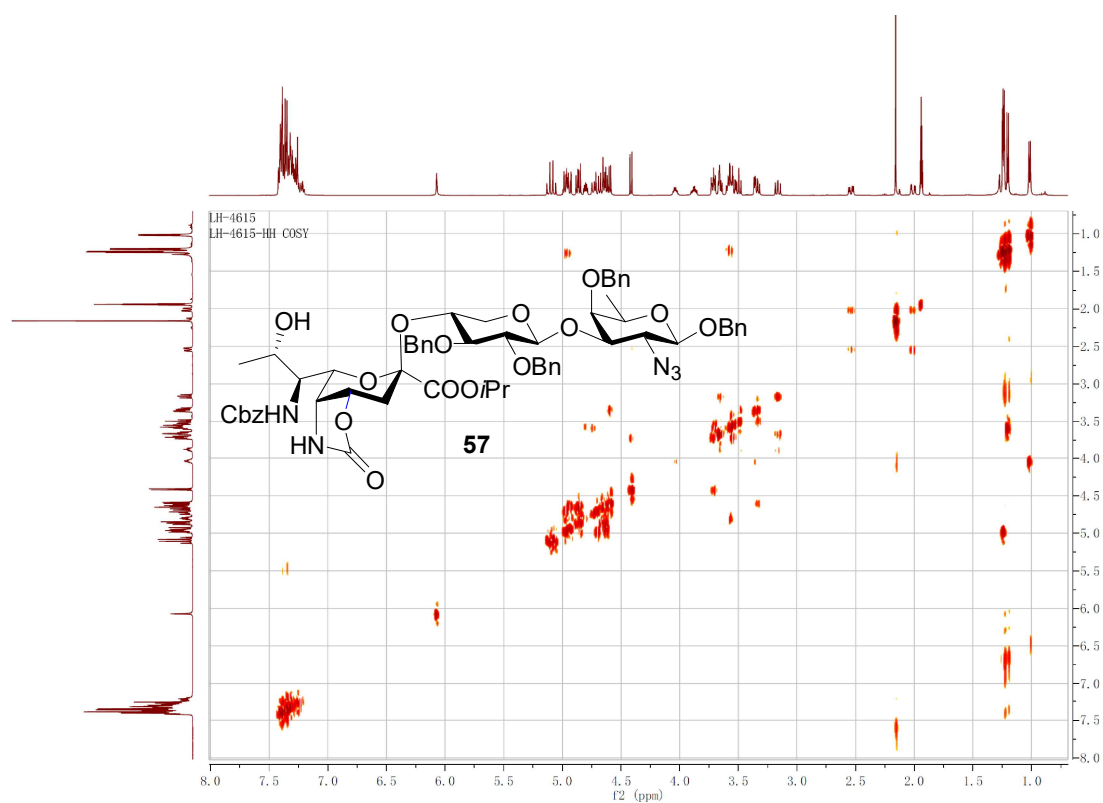 LH-4615
LH-4615-HH COSY
OBn
O
OBn
OH
O
O
O
BnO
OBn
N3
O
COOiPr
CbzHN
O
HN
O
57
1.0
1.5
2.0
2.5
3.0
3.5
4.0
4.5
5.0
5.5
6.0
6.5
7.0
7.5
8.0
8.0 7.5 7.0 6.5 6.0 5.5 5.0 4.5 4.0 3.5 3.0 2.5 2.0 1.5 1.0
f2 (ppm)